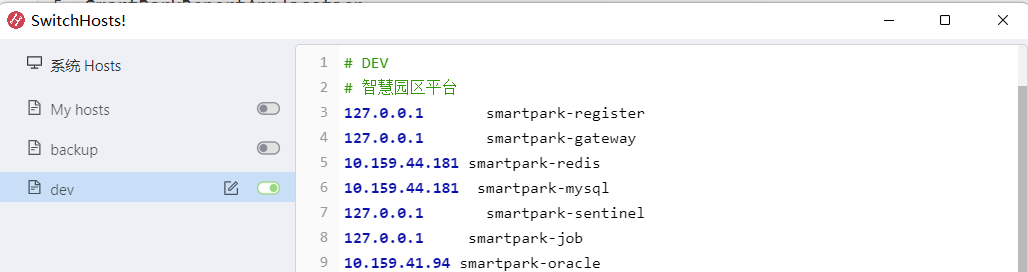 SwitchHosts!
系统 Hosts
My hosts
backup
dev
1 # DEV
2 # 智慧园区平台
3 127.0.0.1 smartpark-register
4 127.0.0.1 smartpark-gateway
5 10.159.44.181 smartpark-redis
6 10.159.44.181 smartpark-mysql
7 127.0.0.1 smartpark-sentinel
8 127.0.0.1 smartpark-job
9 10.159.41.94 smartpark-oracle